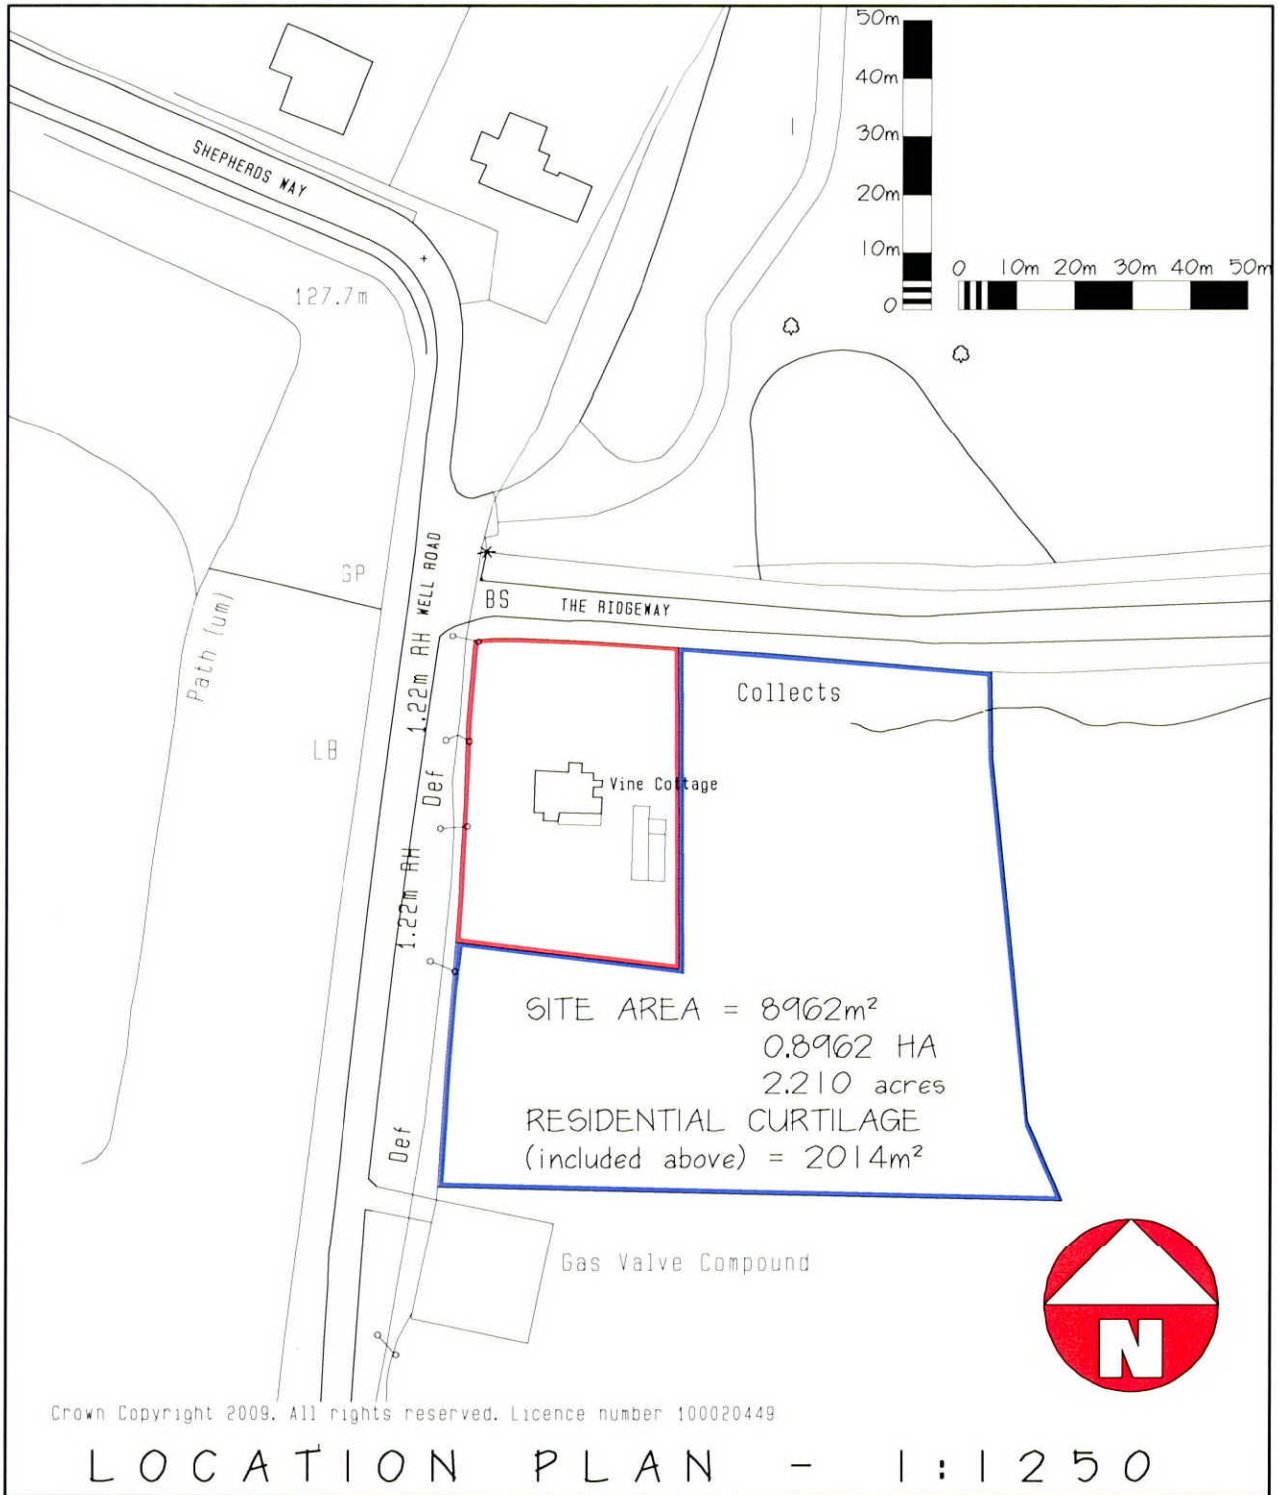 50m
40m
30m
20m
10m
0
0 10m 20m 30m 40m 50m
SHEPHERDS WAY
127.7m
WELL ROAD
GP
BS
THE RIDGEWAY
Path (um)
1.22m RH
Collects
LB
Def
Vine Cottage
1.22m RH
SITE AREA = 8962m²
0.8962 HA
2.210 acres
RESIDENTIAL CURTILAGE
(included above) = 2014m²
Def
Gas Valve Compound
N
Crown Copyright 2009. All rights reserved. Licence number 100020449
LOCATION PLAN - 1:1250